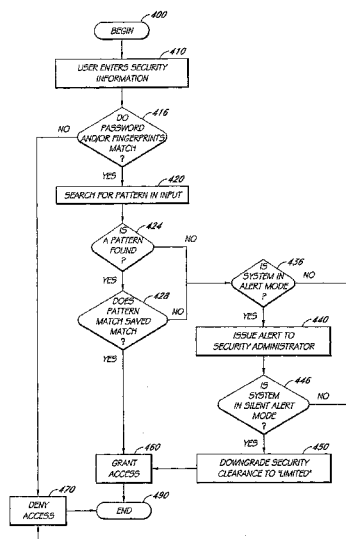 400
BEGIN
410
USER ENTERS SECURITY
INFORMATION
416
DO
PASSWORD
AND/OR FINGERPRINTS
MATCH
?
NO
YES
420
SEARCH FOR PATTERN IN INPUT
424
IS
A PATTERN
FOUND
?
NO
YES
428
DOES
PATTERN
MATCH SAVED
MATCH
?
NO
YES
436
IS
SYSTEM IN
ALERT MODE
?
NO
YES
440
ISSUE ALERT TO
SECURITY ADMINISTRATOR
446
IS
SYSTEM
IN SILENT ALERT
MODE
?
NO
YES
450
DOWNGRADE SECURITY
CLEARANCE TO "LIMITED"
460
GRANT
ACCESS
470
DENY
ACCESS
490
END